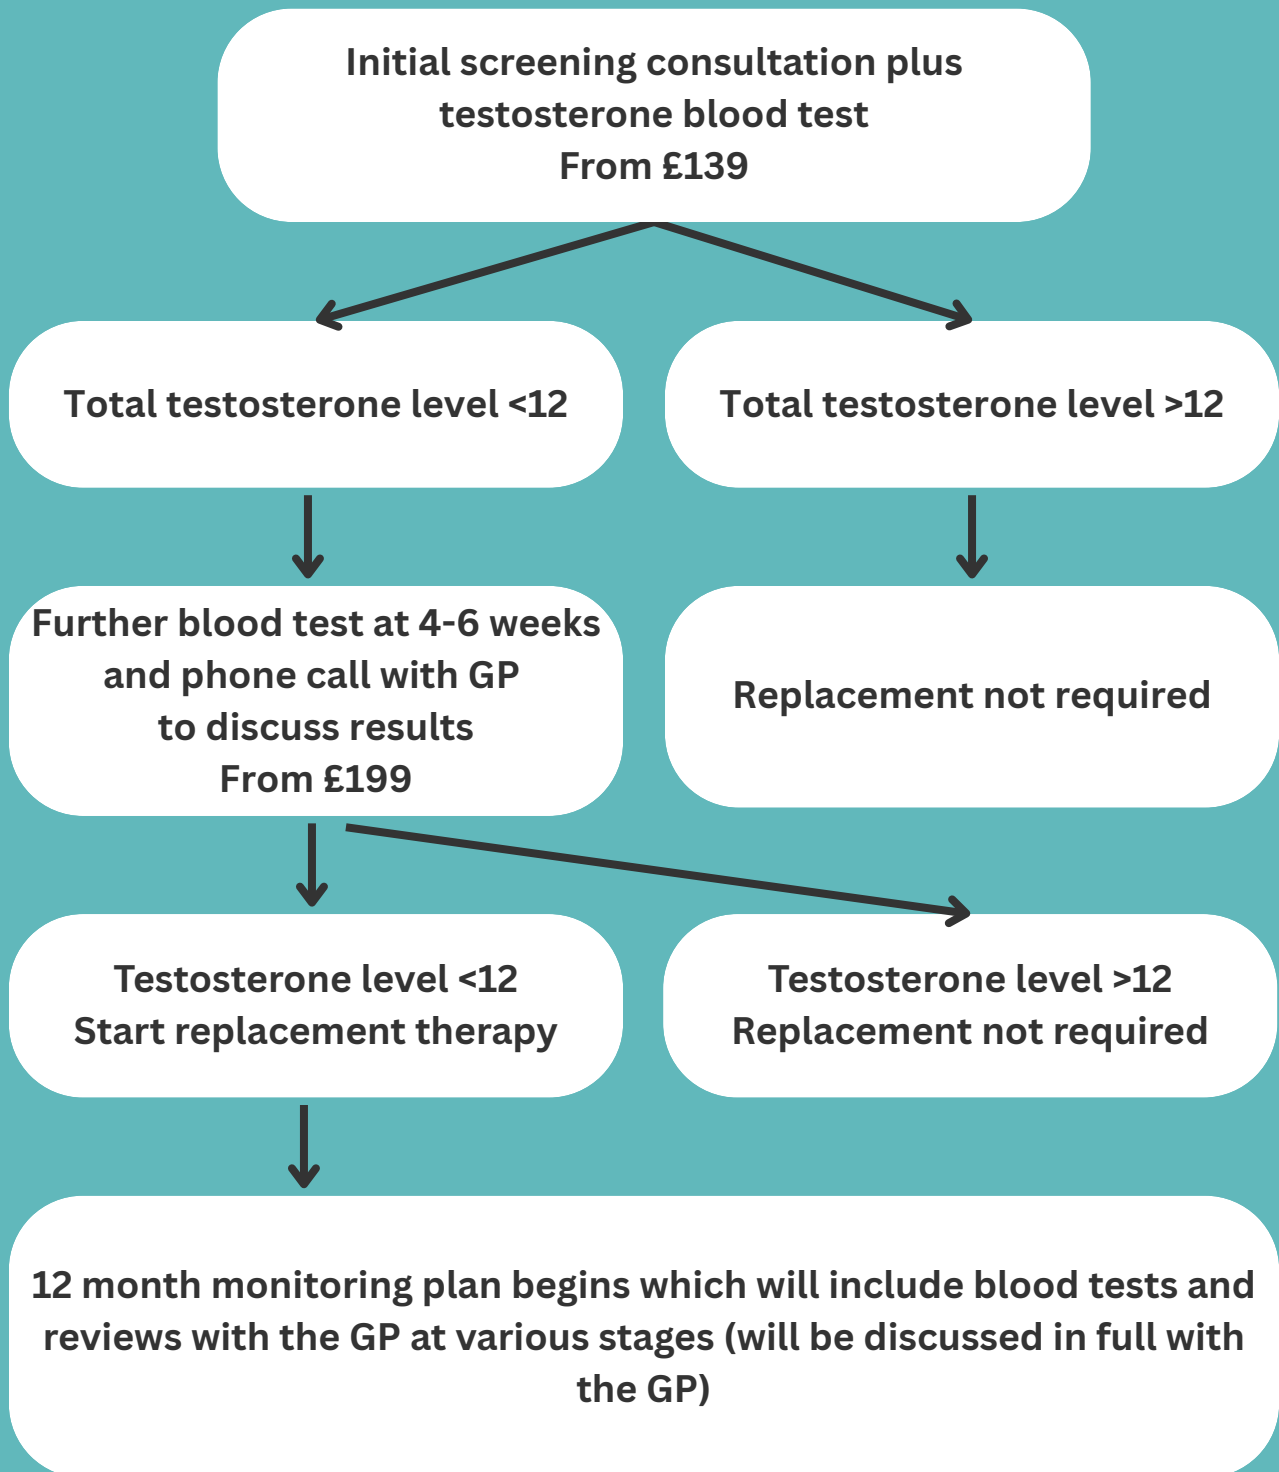 Initial screening consultation plus
testosterone blood test
From £139
Total testosterone level <12
Total testosterone level >12
Further blood test at 4-6 weeks
and phone call with GP
to discuss results
From £199
Replacement not required
Testosterone level <12
Start replacement therapy
Testosterone level >12
Replacement not required
12 month monitoring plan begins which will include blood tests and
reviews with the GP at various stages (will be discussed in full with
the GP)